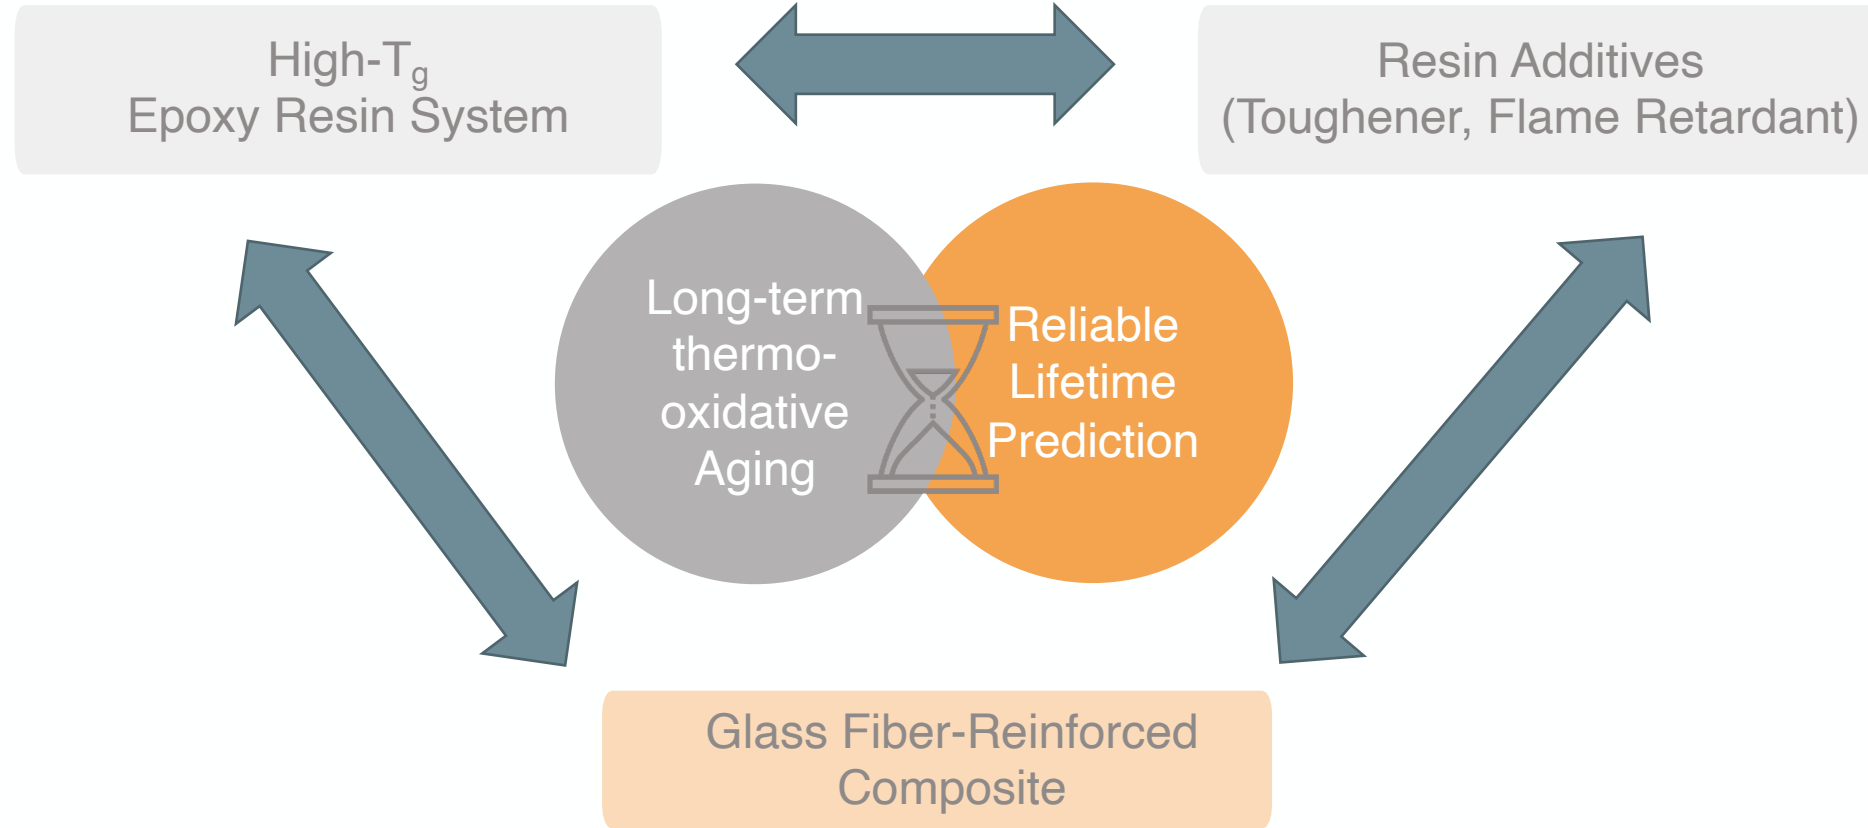 High-Tg
Epoxy Resin System
Resin Additives
(Toughener, Flame Retardant)
Long-term
thermo-
oxidative
Aging
Reliable
Lifetime
Prediction
Glass Fiber-Reinforced
Composite